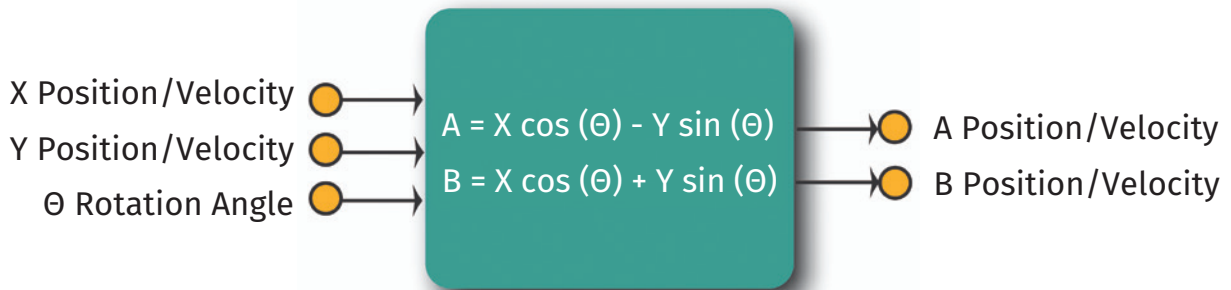 X Position/Velocity
Y Position/Velocity
Θ Rotation Angle
A = X cos (Θ) - Y sin (Θ)
B = X cos (Θ) + Y sin (Θ)
A Position/Velocity
B Position/Velocity